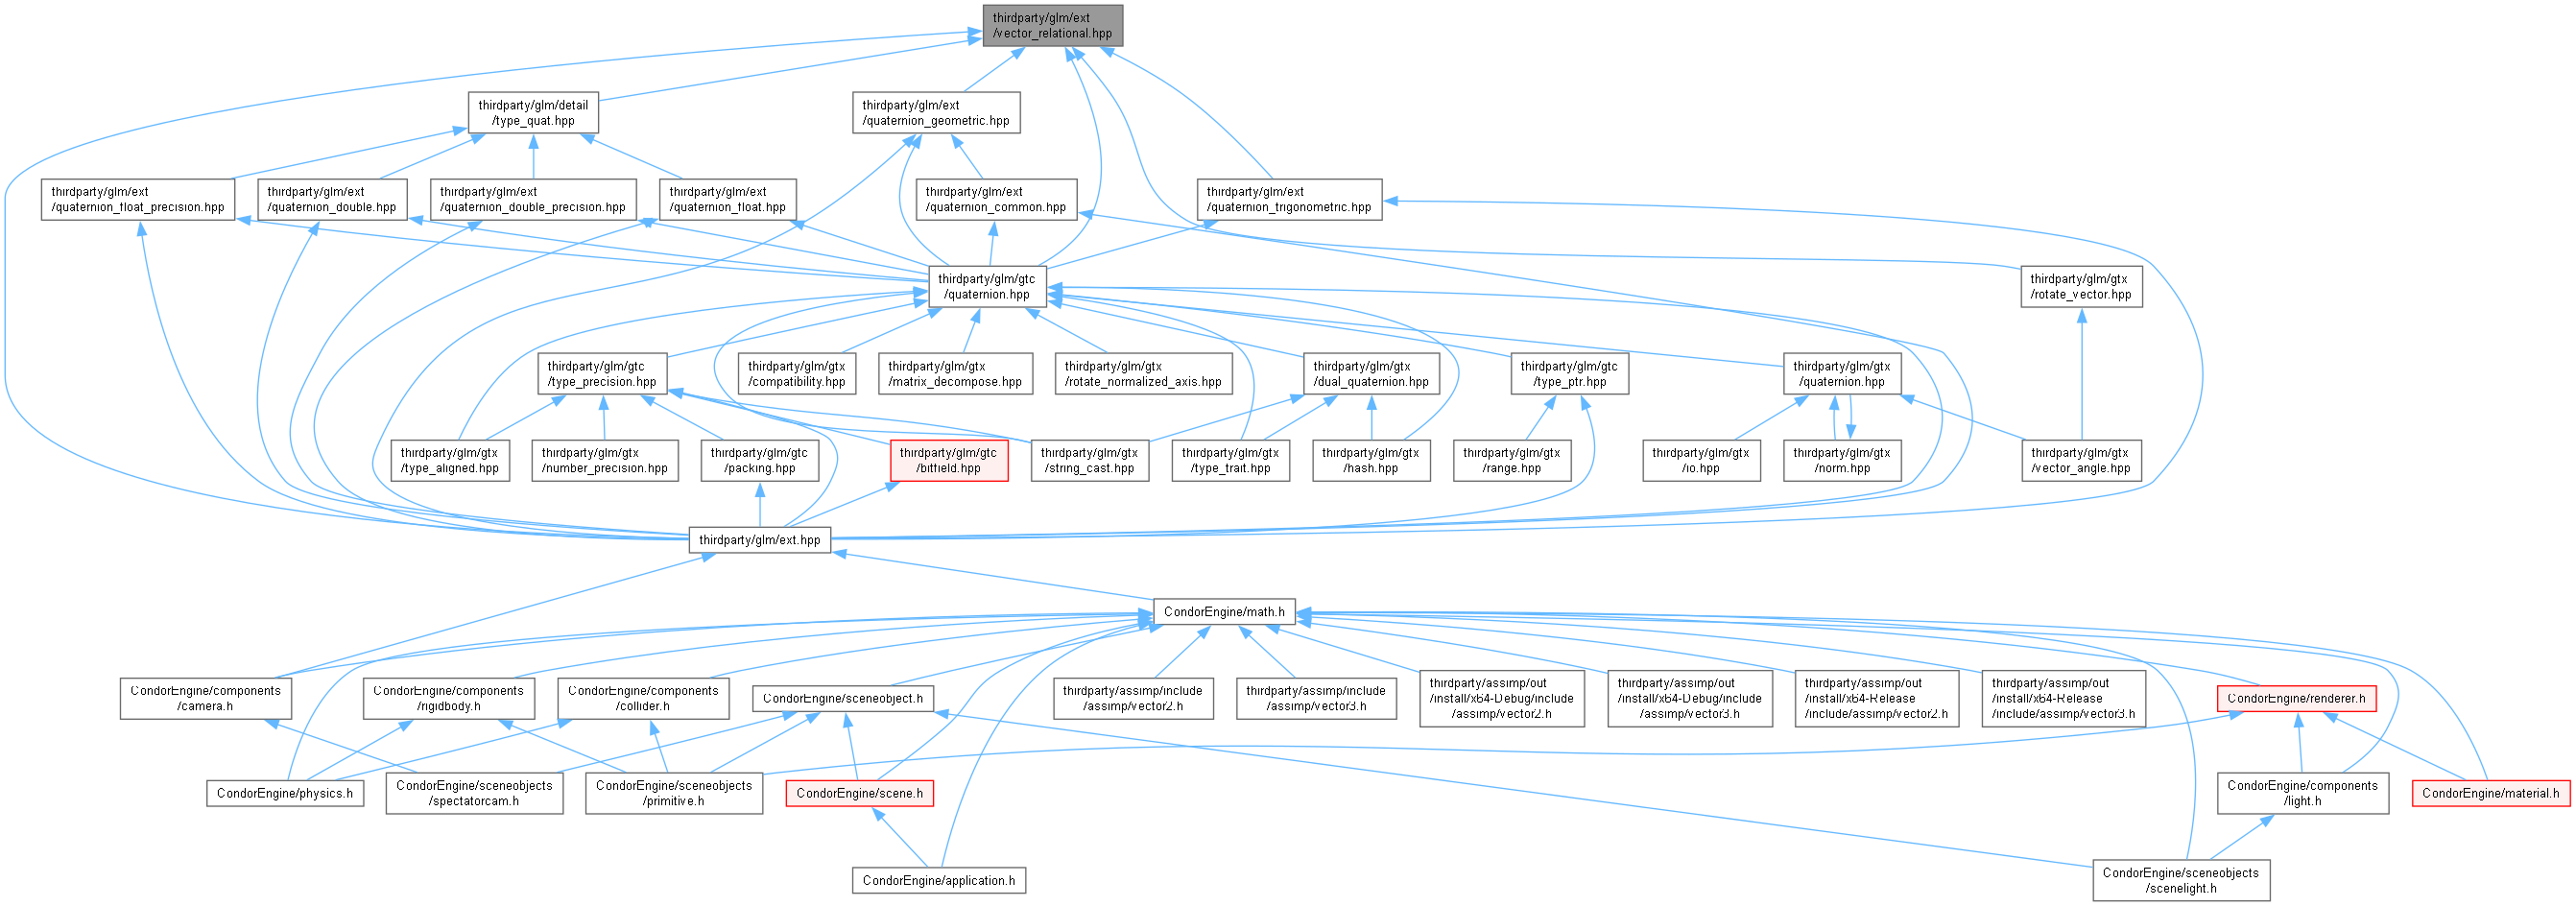 thirdparty/glm/ext
/vector_relational.hpp
thirdparty/glm/detail
/type_quat.hpp
thirdparty/glm/ext
/quaternion_geometric.hpp
thirdparty/glm/ext
/quaternion_float_precision.hpp
thirdparty/glm/ext
/quaternion_double.hpp
thirdparty/glm/ext
/quaternion_double_precision.hpp
thirdparty/glm/ext
/quaternion_float.hpp
thirdparty/glm/ext
/quaternion_common.hpp
thirdparty/glm/ext
/quaternion_trigonometric.hpp
thirdparty/glm/gtc
/quaternion.hpp
thirdparty/glm/gtx
/rotate_vector.hpp
thirdparty/glm/gtc
/type_precision.hpp
thirdparty/glm/gtx
/compatibility.hpp
thirdparty/glm/gtx
/matrix_decompose.hpp
thirdparty/glm/gtx
/rotate_normalized_axis.hpp
thirdparty/glm/gtx
/dual_quaternion.hpp
thirdparty/glm/gtc
/type_ptr.hpp
thirdparty/glm/gtx
/quaternion.hpp
thirdparty/glm/gtx
/type_aligned.hpp
thirdparty/glm/gtx
/number_precision.hpp
thirdparty/glm/gtc
/packing.hpp
thirdparty/glm/gtc
/bitfield.hpp
thirdparty/glm/gtx
/string_cast.hpp
thirdparty/glm/gtx
/type_trait.hpp
thirdparty/glm/gtx
/hash.hpp
thirdparty/glm/gtx
/range.hpp
thirdparty/glm/gtx
/io.hpp
thirdparty/glm/gtx
/norm.hpp
thirdparty/glm/gtx
/vector_angle.hpp
thirdparty/glm/ext.hpp
CondorEngine/math.h
CondorEngine/components
/camera.h
CondorEngine/components
/rigidbody.h
CondorEngine/components
/collider.h
CondorEngine/sceneobject.h
thirdparty/assimp/include
/assimp/vector2.h
thirdparty/assimp/include
/assimp/vector3.h
thirdparty/assimp/out
/install/x64-Debug/include
/assimp/vector2.h
thirdparty/assimp/out
/install/x64-Debug/include
/assimp/vector3.h
thirdparty/assimp/out
/install/x64-Release
/include/assimp/vector2.h
thirdparty/assimp/out
/install/x64-Release
/include/assimp/vector3.h
CondorEngine/renderer.h
CondorEngine/physics.h
CondorEngine/sceneobjects
/spectatorcam.h
CondorEngine/sceneobjects
/primitive.h
CondorEngine/scene.h
CondorEngine/components
/light.h
CondorEngine/material.h
CondorEngine/application.h
CondorEngine/sceneobjects
/scenelight.h